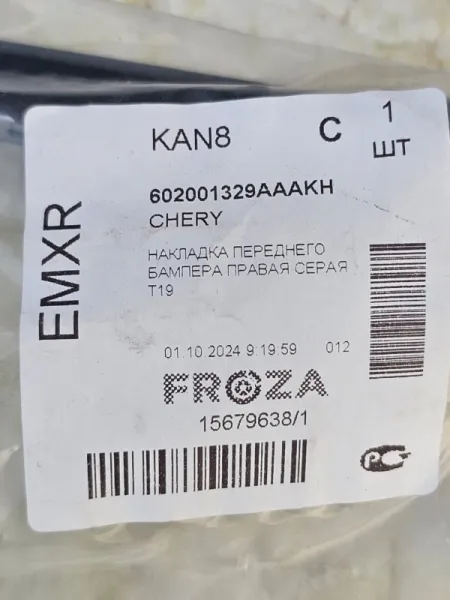 EMXR
KAN8
C
1
ШТ
602001329AAAKH
CHERY
НАКЛАДКА ПЕРЕДНЕГО
БАМПЕРА ПРАВАЯ СЕРАЯ
T19
01.10.2024 9:19:59 012
FROZA
15679638/1
РСТ